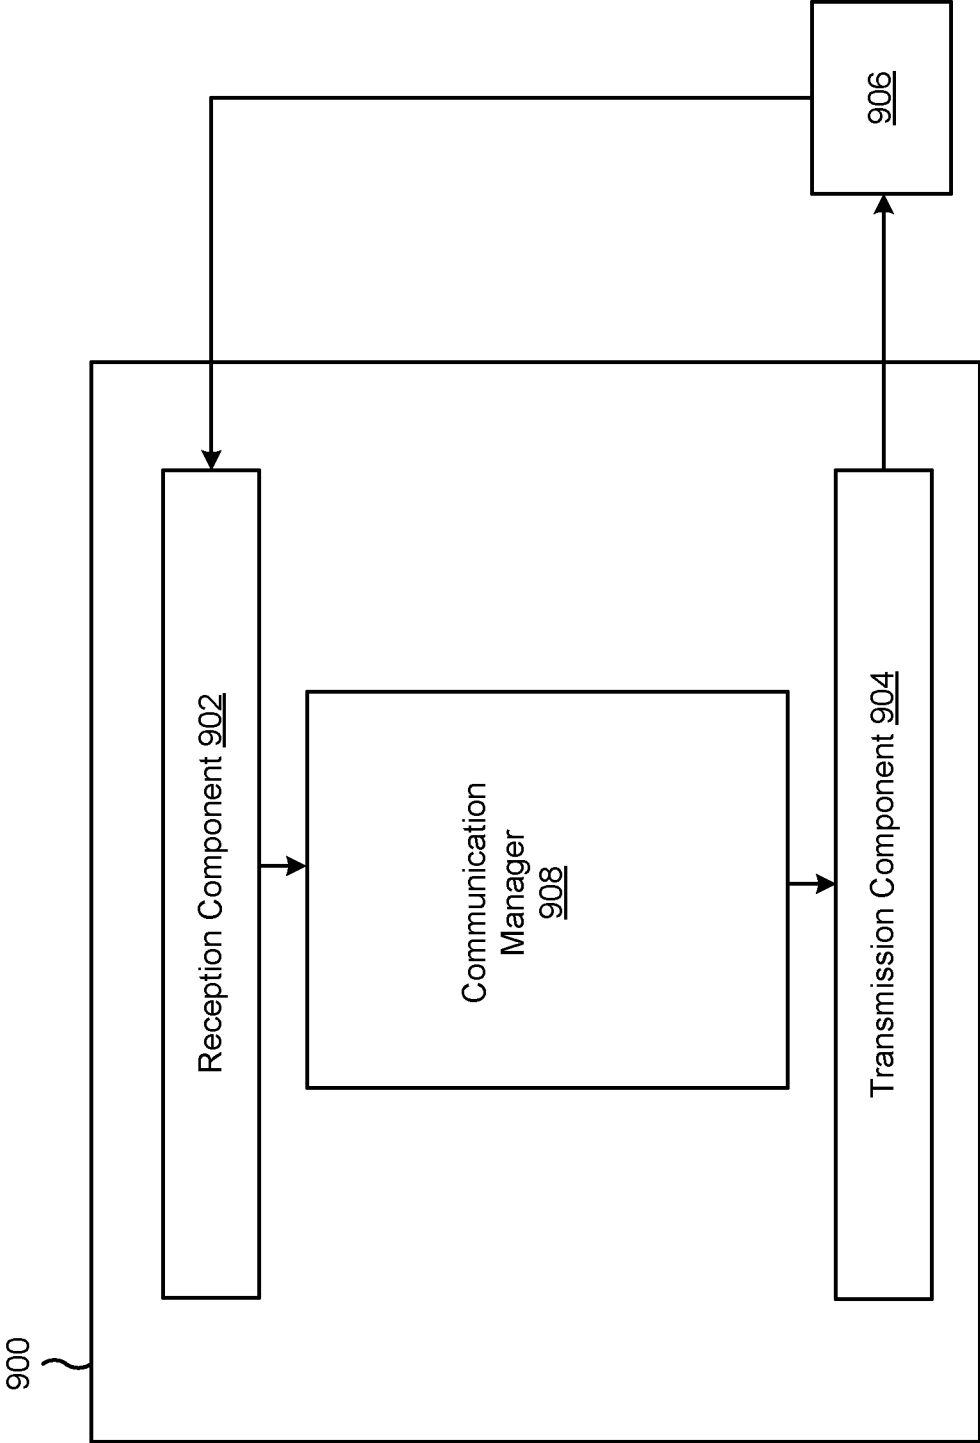 900
Reception Component 902
Communication
Manager
908
Transmission Component 904
906